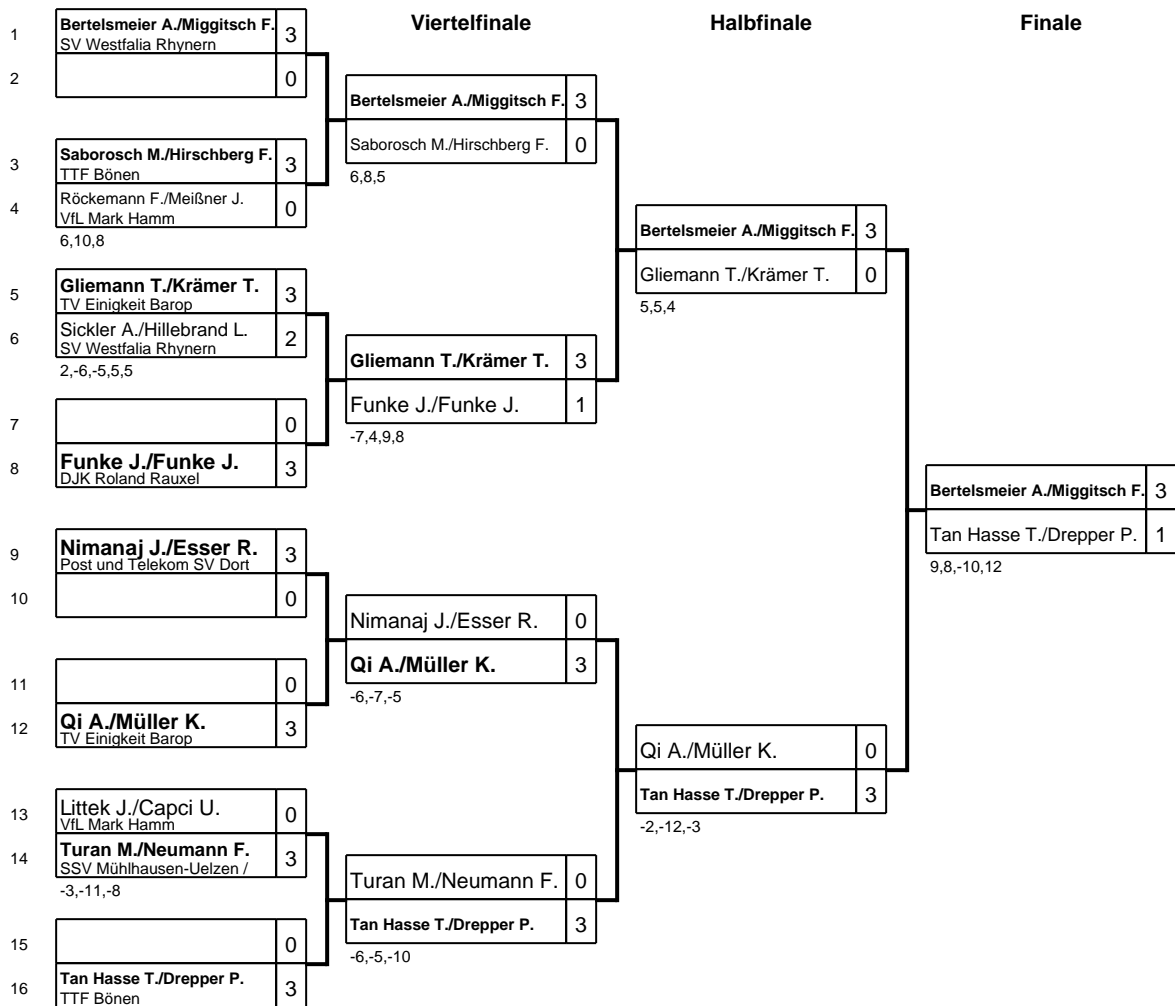 Viertelfinale
Halbfinale
Finale
1
Bertelsmeier A./Miggitsch F.
3
SV Westfalia Rhynern
2
0
3
Saborosch M./Hirschberg F.
3
TTF Bönen
4
Röckemann F./Meißner J.
0
VfL Mark Hamm
6,10,8
5
Gliemann T./Krämer T.
3
TV Einigkeit Barop
6
Sickler A./Hillebrand L.
2
SV Westfalia Rhynern
2,-6,-5,5,5
7
0
8
Funke J./Funke J.
3
DJK Roland Rauxel
9
Nimanaj J./Esser R.
3
Post und Telekom SV Dort
10
0
11
0
12
Qi A./Müller K.
3
TV Einigkeit Barop
13
Littek J./Capci U.
0
VfL Mark Hamm
14
Turan M./Neumann F.
3
SSV Mühlhausen-Uelzen /
-3,-11,-8
15
0
16
Tan Hasse T./Drepper P.
3
TTF Bönen
Bertelsmeier A./Miggitsch F.
3
Saborosch M./Hirschberg F.
0
6,8,5
Gliemann T./Krämer T.
3
Funke J./Funke J.
1
-7,4,9,8
Nimanaj J./Esser R.
0
Qi A./Müller K.
3
-6,-7,-5
Turan M./Neumann F.
0
Tan Hasse T./Drepper P.
3
-6,-5,-10
Bertelsmeier A./Miggitsch F.
3
Gliemann T./Krämer T.
0
5,5,4
Qi A./Müller K.
0
Tan Hasse T./Drepper P.
3
-2,-12,-3
Bertelsmeier A./Miggitsch F.
3
Tan Hasse T./Drepper P.
1
9,8,-10,12